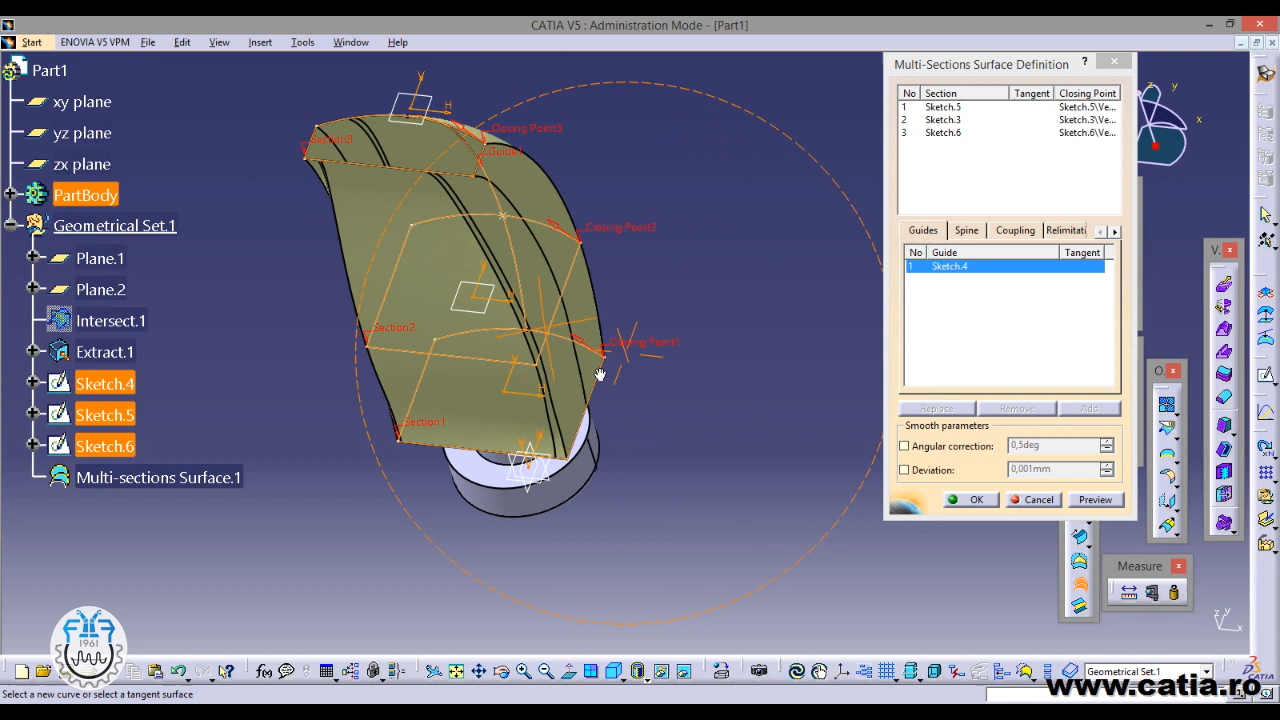 CATIA V5 : Administration Mode - [Part1]
Start ENOVIA V5 VPM File Edit View Insert Tools Window Help
Part1
xy plane
yz plane
zx plane
PartBody
Geometrical Set.1
Plane.1
Plane.2
Intersect.1
Extract.1
Sketch.4
Sketch.5
Sketch.6
Multi-sections Surface.1
V
H
Closing Point3
Section3
Guide1
Closing Point2
Section2
Closing Point1
Section1
Multi-Sections Surface Definition ?
No Section Tangent Closing Point
1 Sketch.5 Sketch.5\Ve...
2 Sketch.3 Sketch.3\Ve...
3 Sketch.6 Sketch.6\Ve...
Guides Spine Coupling Relimitati
No Guide Tangent
1 Sketch.4
Replace Remove Add
Smooth parameters
Angular correction: 0,5deg
Deviation: 0,001mm
OK Cancel Preview
z
y
x
V.
O.
Measure
z y
x
1961
f(x)
Geometrical Set.1
Select a new curve or select a tangent surface
www.catia.ro